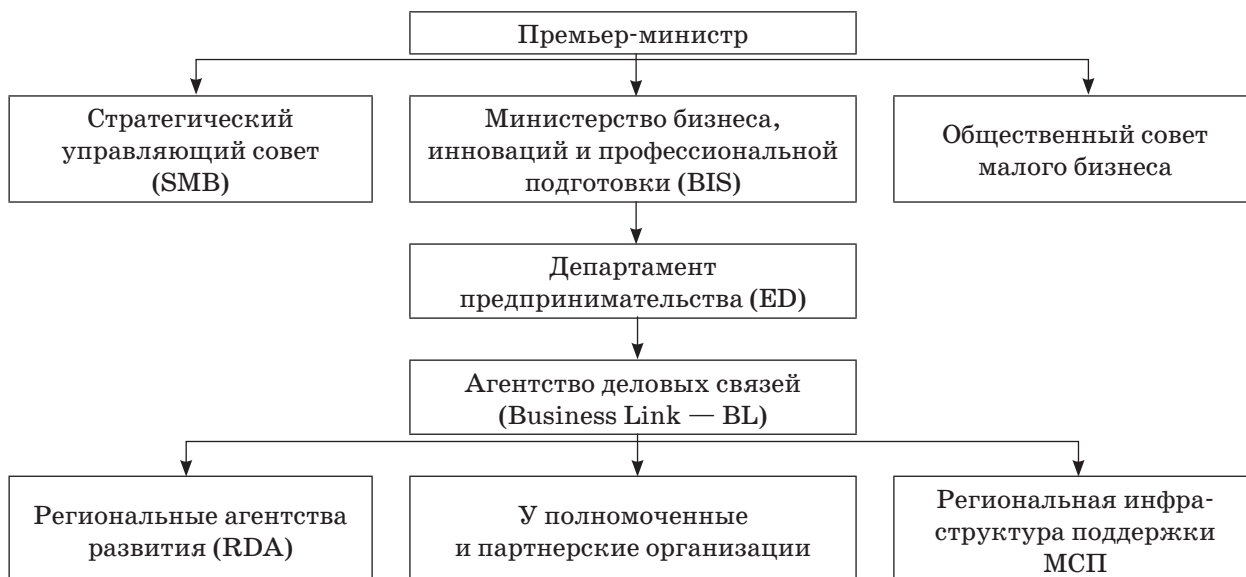 Премьер-министр
Стратегический
управляющий совет
(SMB)
Министерство бизнеса,
инноваций и профессиональной
подготовки (BIS)
Общественный совет
малого бизнеса
Департамент
предпринимательства (ED)
Агентство деловых связей
(Business Link — BL)
Региональные агентства
развития (RDA)
У полномоченные
и партнерские организации
Региональная инфра-
структура поддержки
МСП